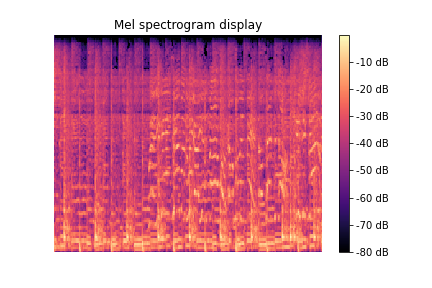 Mel spectrogram display
-10 dB
-20 dB
-30 dB
-40 dB
-50 dB
-60 dB
-70 dB
-80 dB